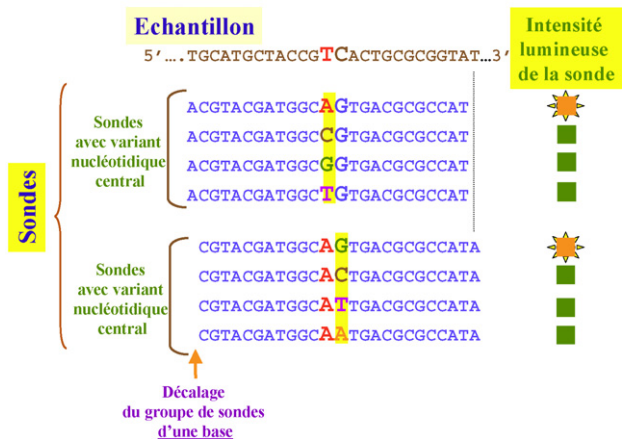 Echantillon
5’ ….TGCATGCTACCGTCACTGCGCGGTAT…3’
Intensité
lumineuse
de la sonde
Sondes
Sondes
avec variant
nucléotidique
central
ACGTACGATGGCAGTGACGCGCCAT
ACGTACGATGGCCGTGACGCGCCAT
ACGTACGATGGCGGTGACGCGCCAT
ACGTACGATGGCTGTGACGCGCCAT
Sondes
avec variant
nucléotidique
central
CGTACGATGGCAGTGACGCGCCATA
CGTACGATGGCACTGACGCGCCATA
CGTACGATGGCATTGACGCGCCATA
CGTACGATGGCAATGACGCGCCATA
Décalage
du groupe de sondes
d’une base